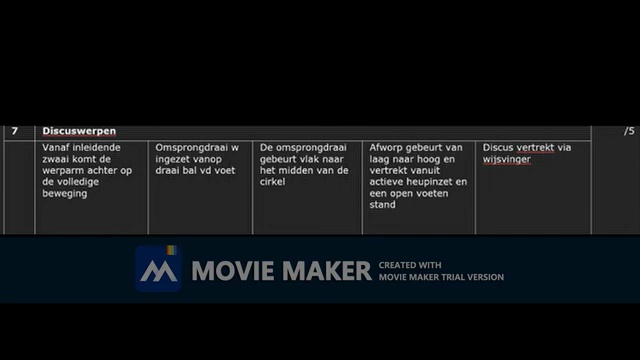 7 Discuswerpen /5
Vanaf inleidende
zwaai komt de
werparm achter op
de volledige
beweging
Omsprongdraai w
ingezet vanop
draai bal vd voet
De omsprongdraai
gebeurt vlak naar
het midden van de
cirkel
Afworp gebeurt van
laag naar hoog en
vertrekt vanuit
actieve heupinzet en
een open voeten
stand
Discus vertrekt via
wijsvinger
MOVIE MAKER
CREATED WITH
MOVIE MAKER TRIAL VERSION